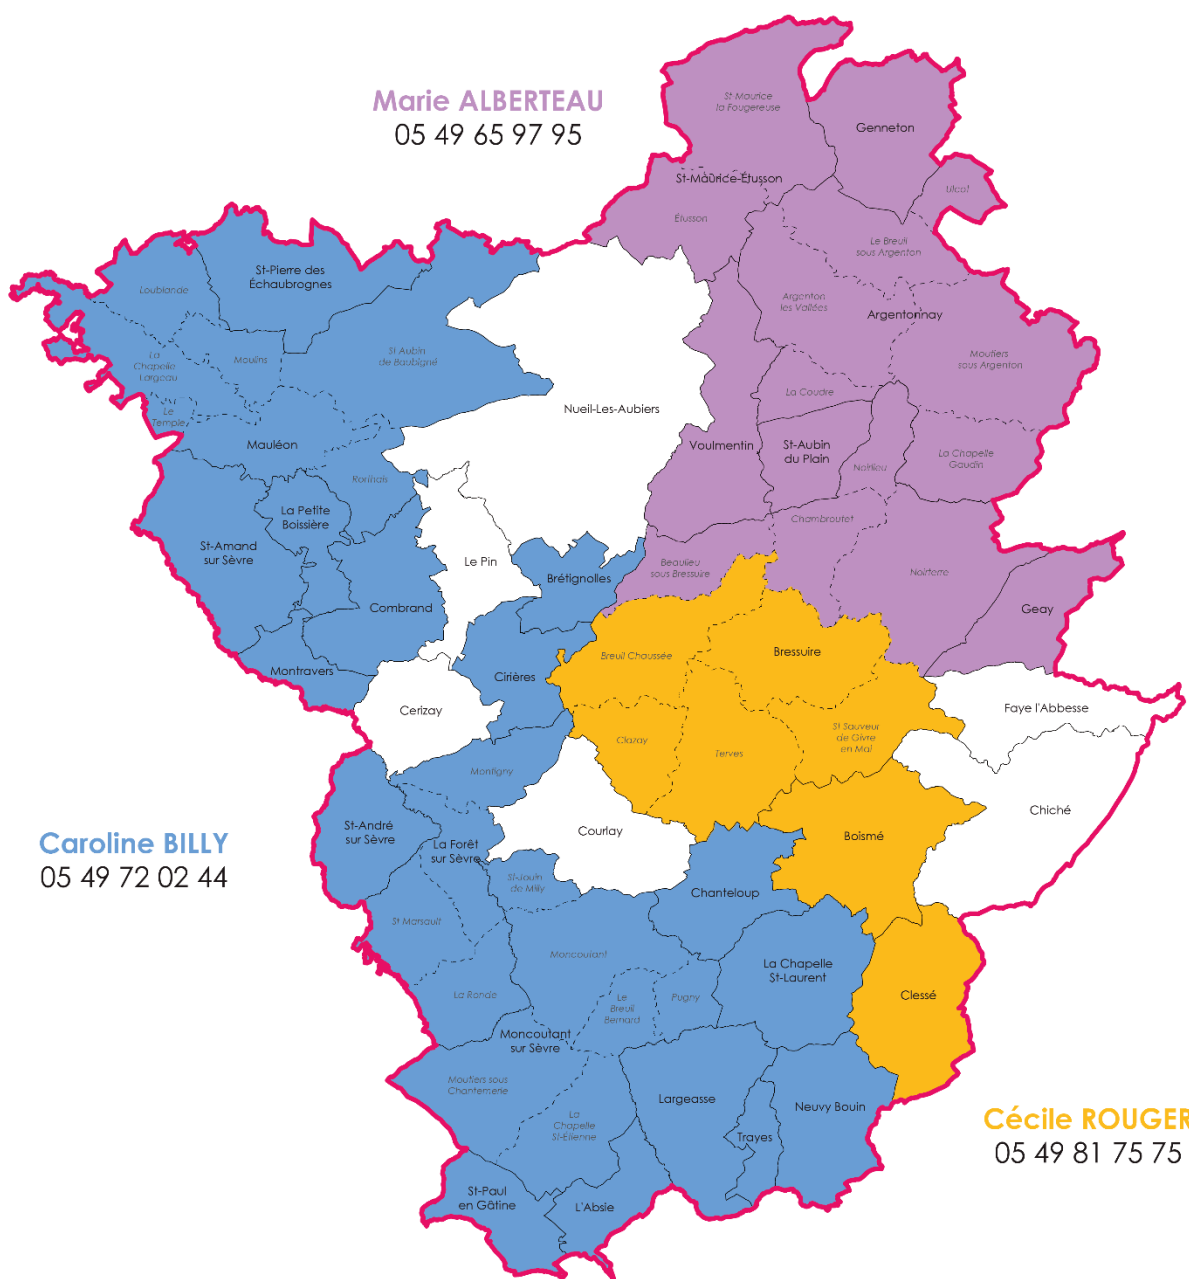 Marie ALBERTEAU
05 49 65 97 95
St-Maurice
la Fougereuse
Genneton
St-Maurice-Étusson
Ulcot
Étusson
Le Breuil
sous Argenton
St-Pierre des
Échaubrognes
Loublande
Argenton
les Vallées
Argentonnay
La
Chapelle
Largeau
Moulins
St Aubin
de Baubigné
Moutiers
sous Argenton
La Coudre
Le
Temple
Nueil-Les-Aubiers
Mauléon
Voulmentin
St-Aubin
du Plain
Noirlieu
La Chapelle
Gaudin
Rorthais
La Petite
Boissière
Chambroutet
St-Amand
sur Sèvre
Le Pin
Brétignolles
Beaulieu
sous Bressuire
Noirterre
Combrand
Geay
Breuil Chaussée
Bressuire
Montravers
Cirières
Cerizay
Faye l'Abbesse
Clazay
Terves
St Sauveur
de Givre
en Mai
Montigny
Chiché
Caroline BILLY
05 49 72 02 44
St-André
sur Sèvre
La Forêt
sur Sèvre
Courlay
Boismé
St-Jouin
de Milly
Chanteloup
St Marsault
Moncoutant
La Chapelle
St-Laurent
La Ronde
Le
Breuil
Bernard
Pugny
Clessé
Moncoutant
sur Sèvre
Moutiers sous
Chantemerle
Largeasse
Neuvy Bouin
La
Chapelle
St-Etienne
Trayes
Cécile ROUGER
05 49 81 75 75
St-Paul
en Gâtine
L'Absie